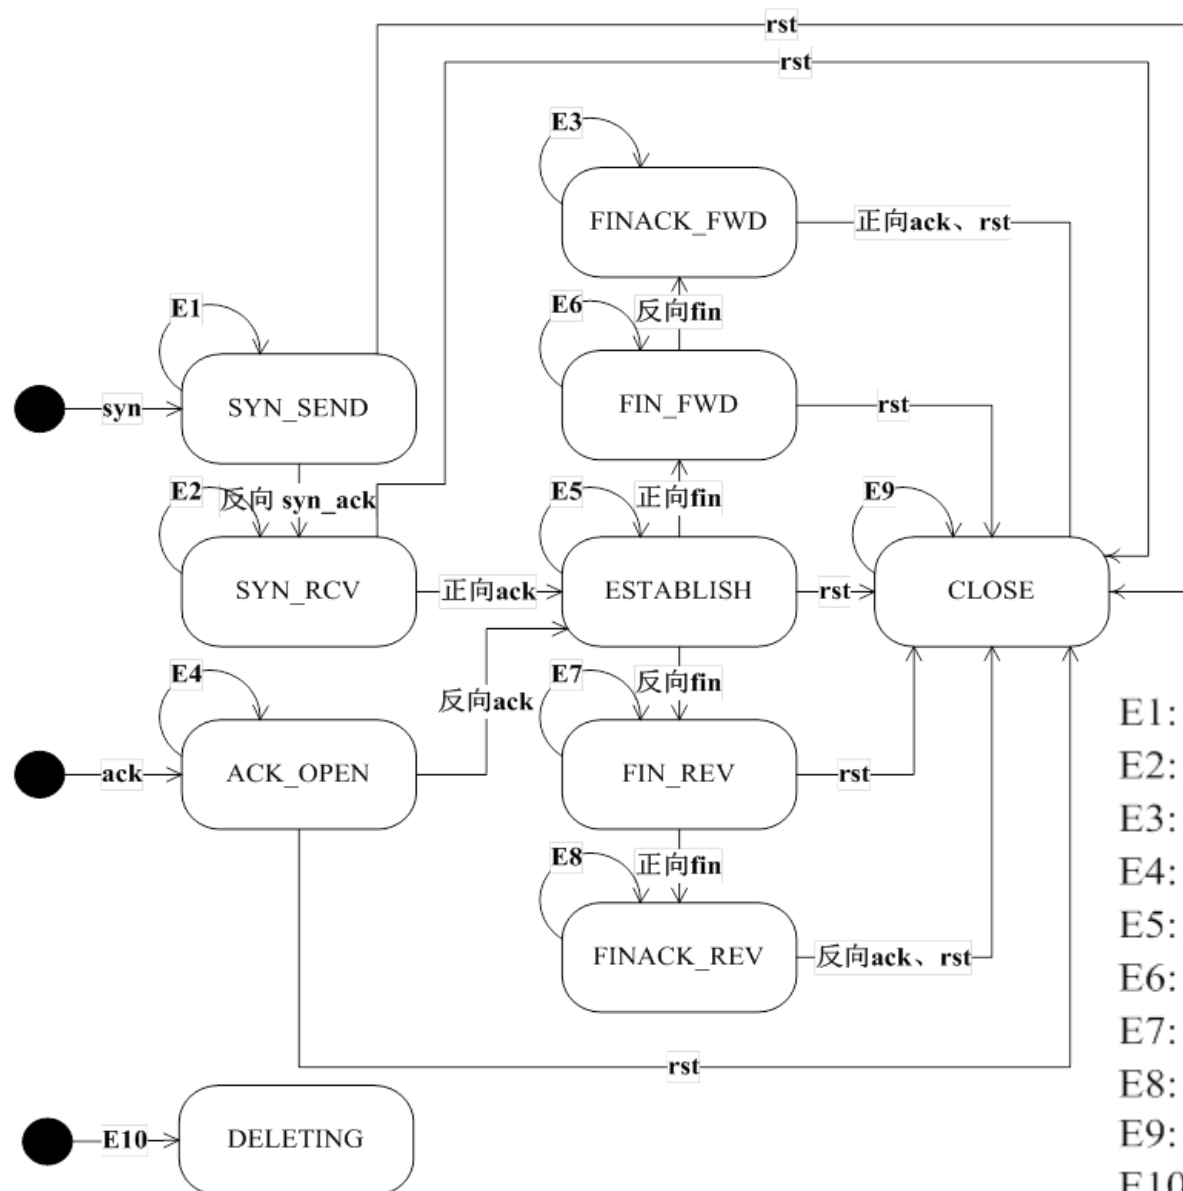 rst
rst
E3
FINACK_FWD
正向ack、rst
反向fin
E1
E6
SYN_SEND
syn
FIN_FWD
rst
正向fin
E2
反向 syn_ack
E5
E9
SYN_RCV
正向ack
ESTABLISH
rst
CLOSE
E4
反向ack
反向fin
E7
E1:
E2:
E3:
E4:
E5:
E6:
E7:
E8:
E9:
E10
ack
ACK_OPEN
FIN_REV
rst
E8
正向fin
FINACK_REV
反向ack、rst
rst
E10
DELETING